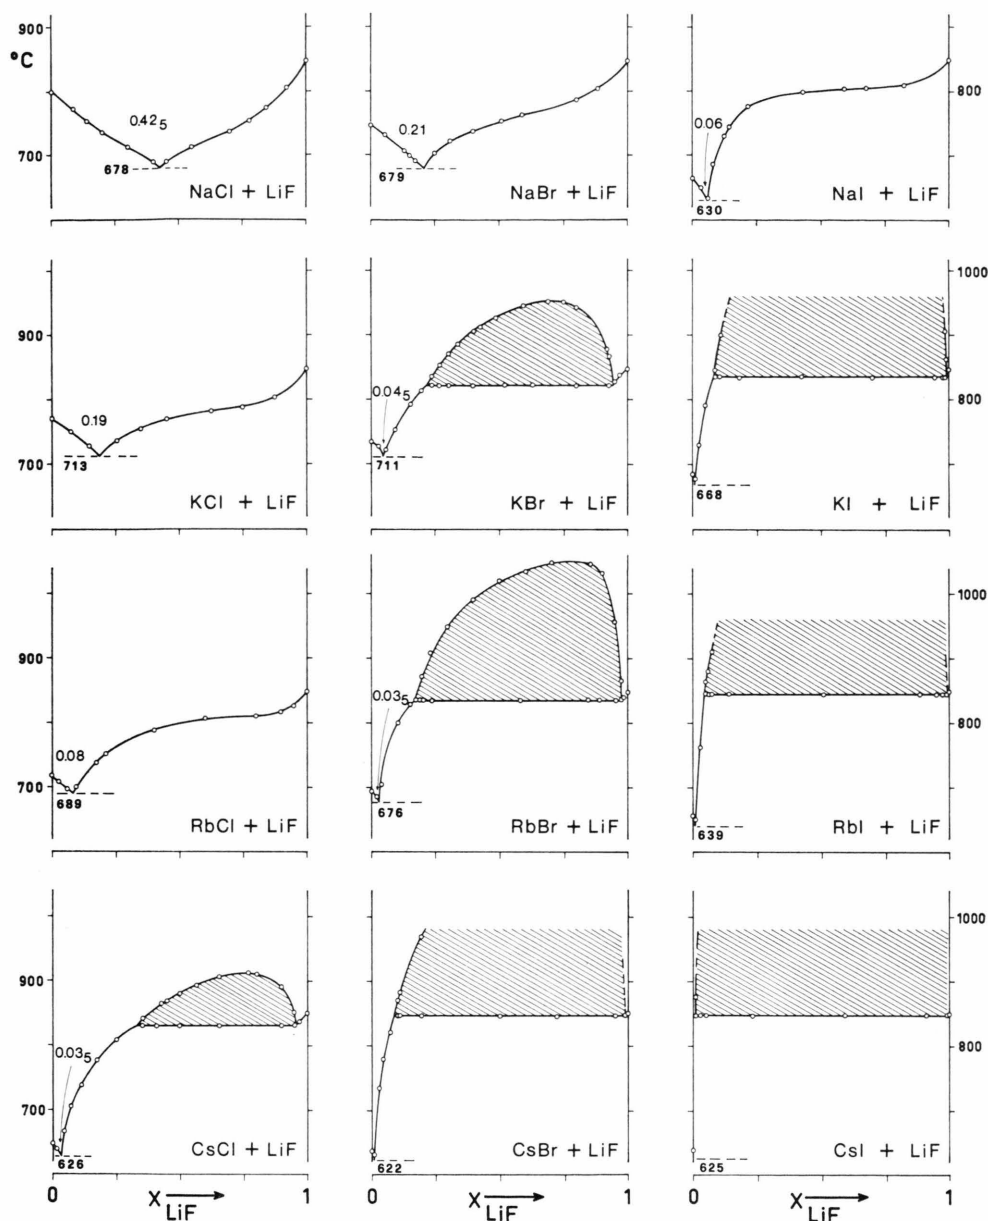 900
°C
700
0.42₅
678
NaCl + LiF
0.21
679
NaBr + LiF
800
0.06
630
NaI + LiF
900
700
0.19
713
KCl + LiF
0.04₅
711
KBr + LiF
1000
800
668
KI + LiF
900
700
0.08
689
RbCl + LiF
0.03₅
676
RbBr + LiF
1000
800
639
RbI + LiF
900
700
0.03₅
626
CsCl + LiF
622
CsBr + LiF
1000
800
625
CsI + LiF
0 X LiF 1
0 X LiF 1
0 X LiF 1